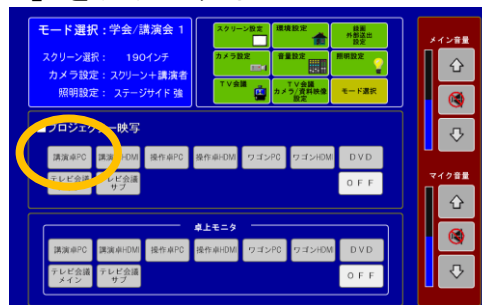 モード選択：学会/講演会 1
スクリーン選択： 190インチ
カメラ設定：スクリーン＋講演者
照明設定： ステージサイド 強
スクリーン設定
環境設定
録画
外部送出
設定
カメラ設定
音量設定
照明設定
TV会議
TV会議
カメラ/資料映像
設定
モード選択
メイン音量
■プロジェクター映写
講演卓PC
講演卓HDMI
操作卓PC
操作卓HDMI
ワゴンPC
ワゴンHDMI
DVD
テレビ会議
テレビ会議
サブ
OFF
マイク音量
卓上モニタ
講演卓PC
講演卓HDMI
操作卓PC
操作卓HDMI
ワゴンPC
ワゴンHDMI
DVD
テレビ会議
メイン
テレビ会議
サブ
OFF